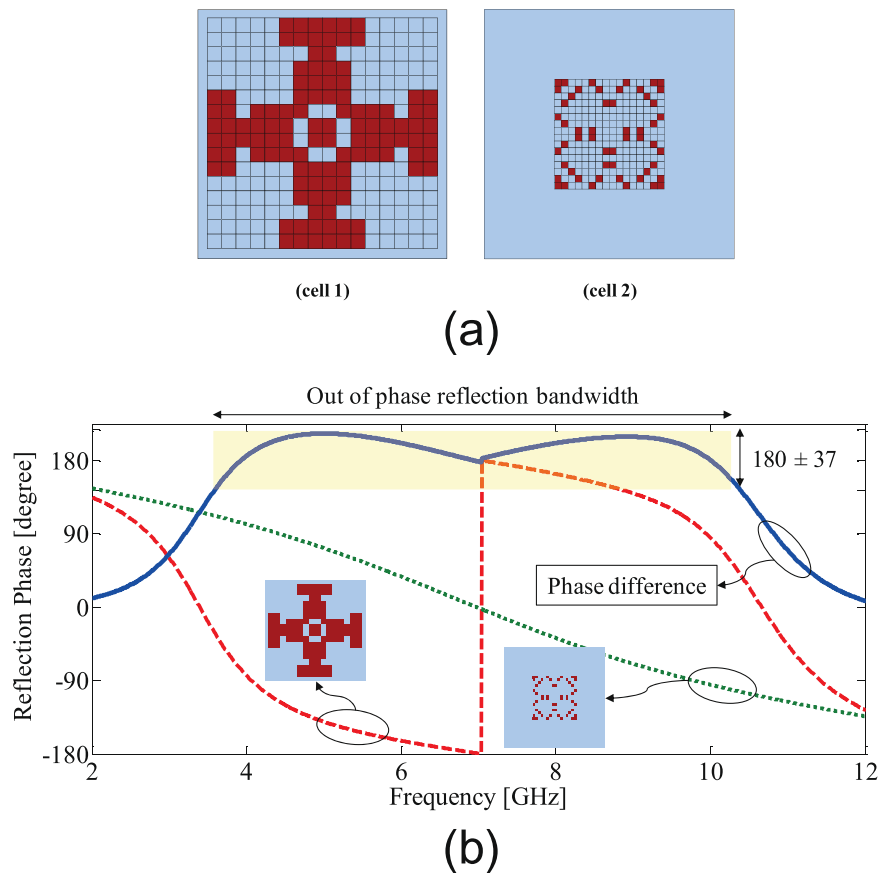 (cell 1)
(cell 2)
(a)
Out of phase reflection bandwidth
180 ± 37
Reflection Phase [degree]
180
90
0
-90
-180
Phase difference
2
4
6
8
10
12
Frequency [GHz]
(b)